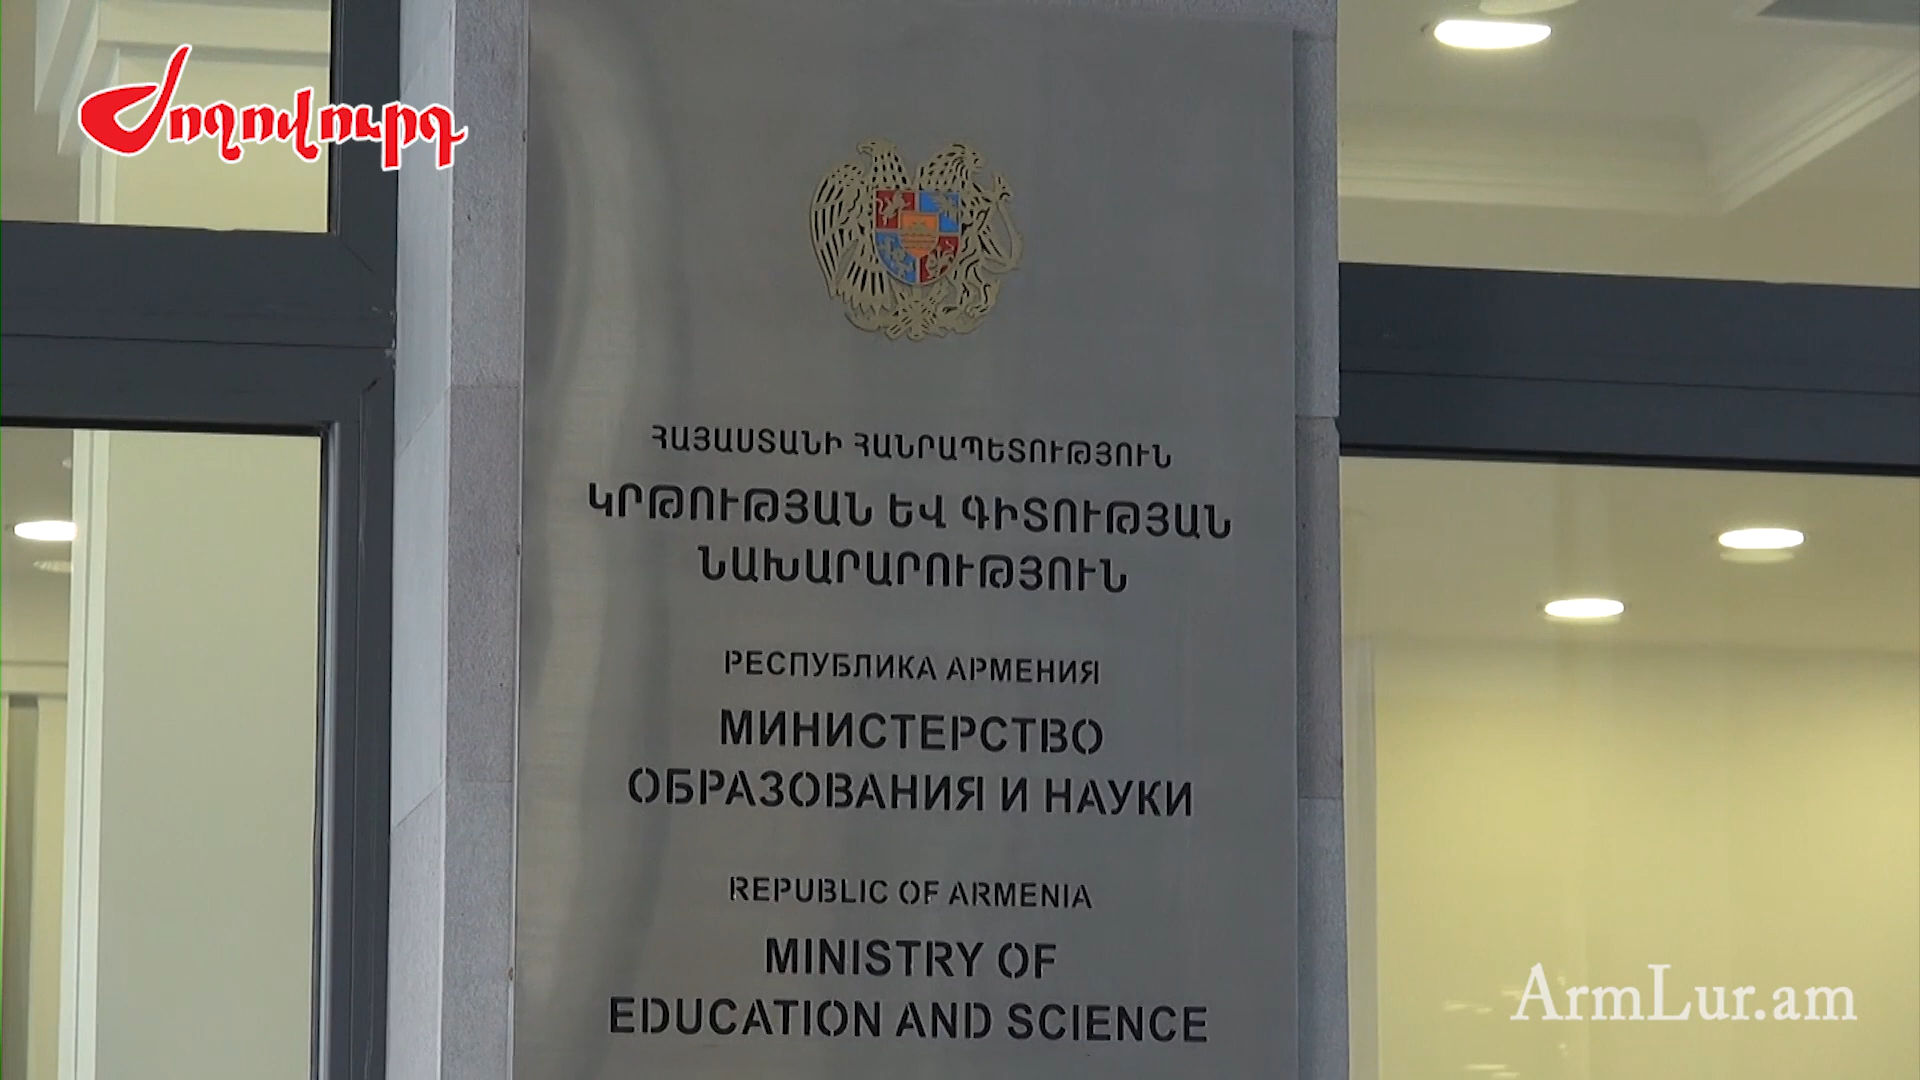 Ժողովուրդ
ՀԱՅԱՍՏԱՆԻ ՀԱՆՐԱՊԵՏՈՒԹՅՈՒՆ
ԿՐԹՈՒԹՅԱՆ ԵՎ ԳԻՏՈՒԹՅԱՆ
ՆԱԽԱՐԱՐՈՒԹՅՈՒՆ
РЕСПУБЛИКА АРМЕНИЯ
МИНИСТЕРСТВО
ОБРАЗОВАНИЯ И НАУКИ
REPUBLIC OF ARMENIA
MINISTRY OF
EDUCATION AND SCIENCE
ArmLur.am